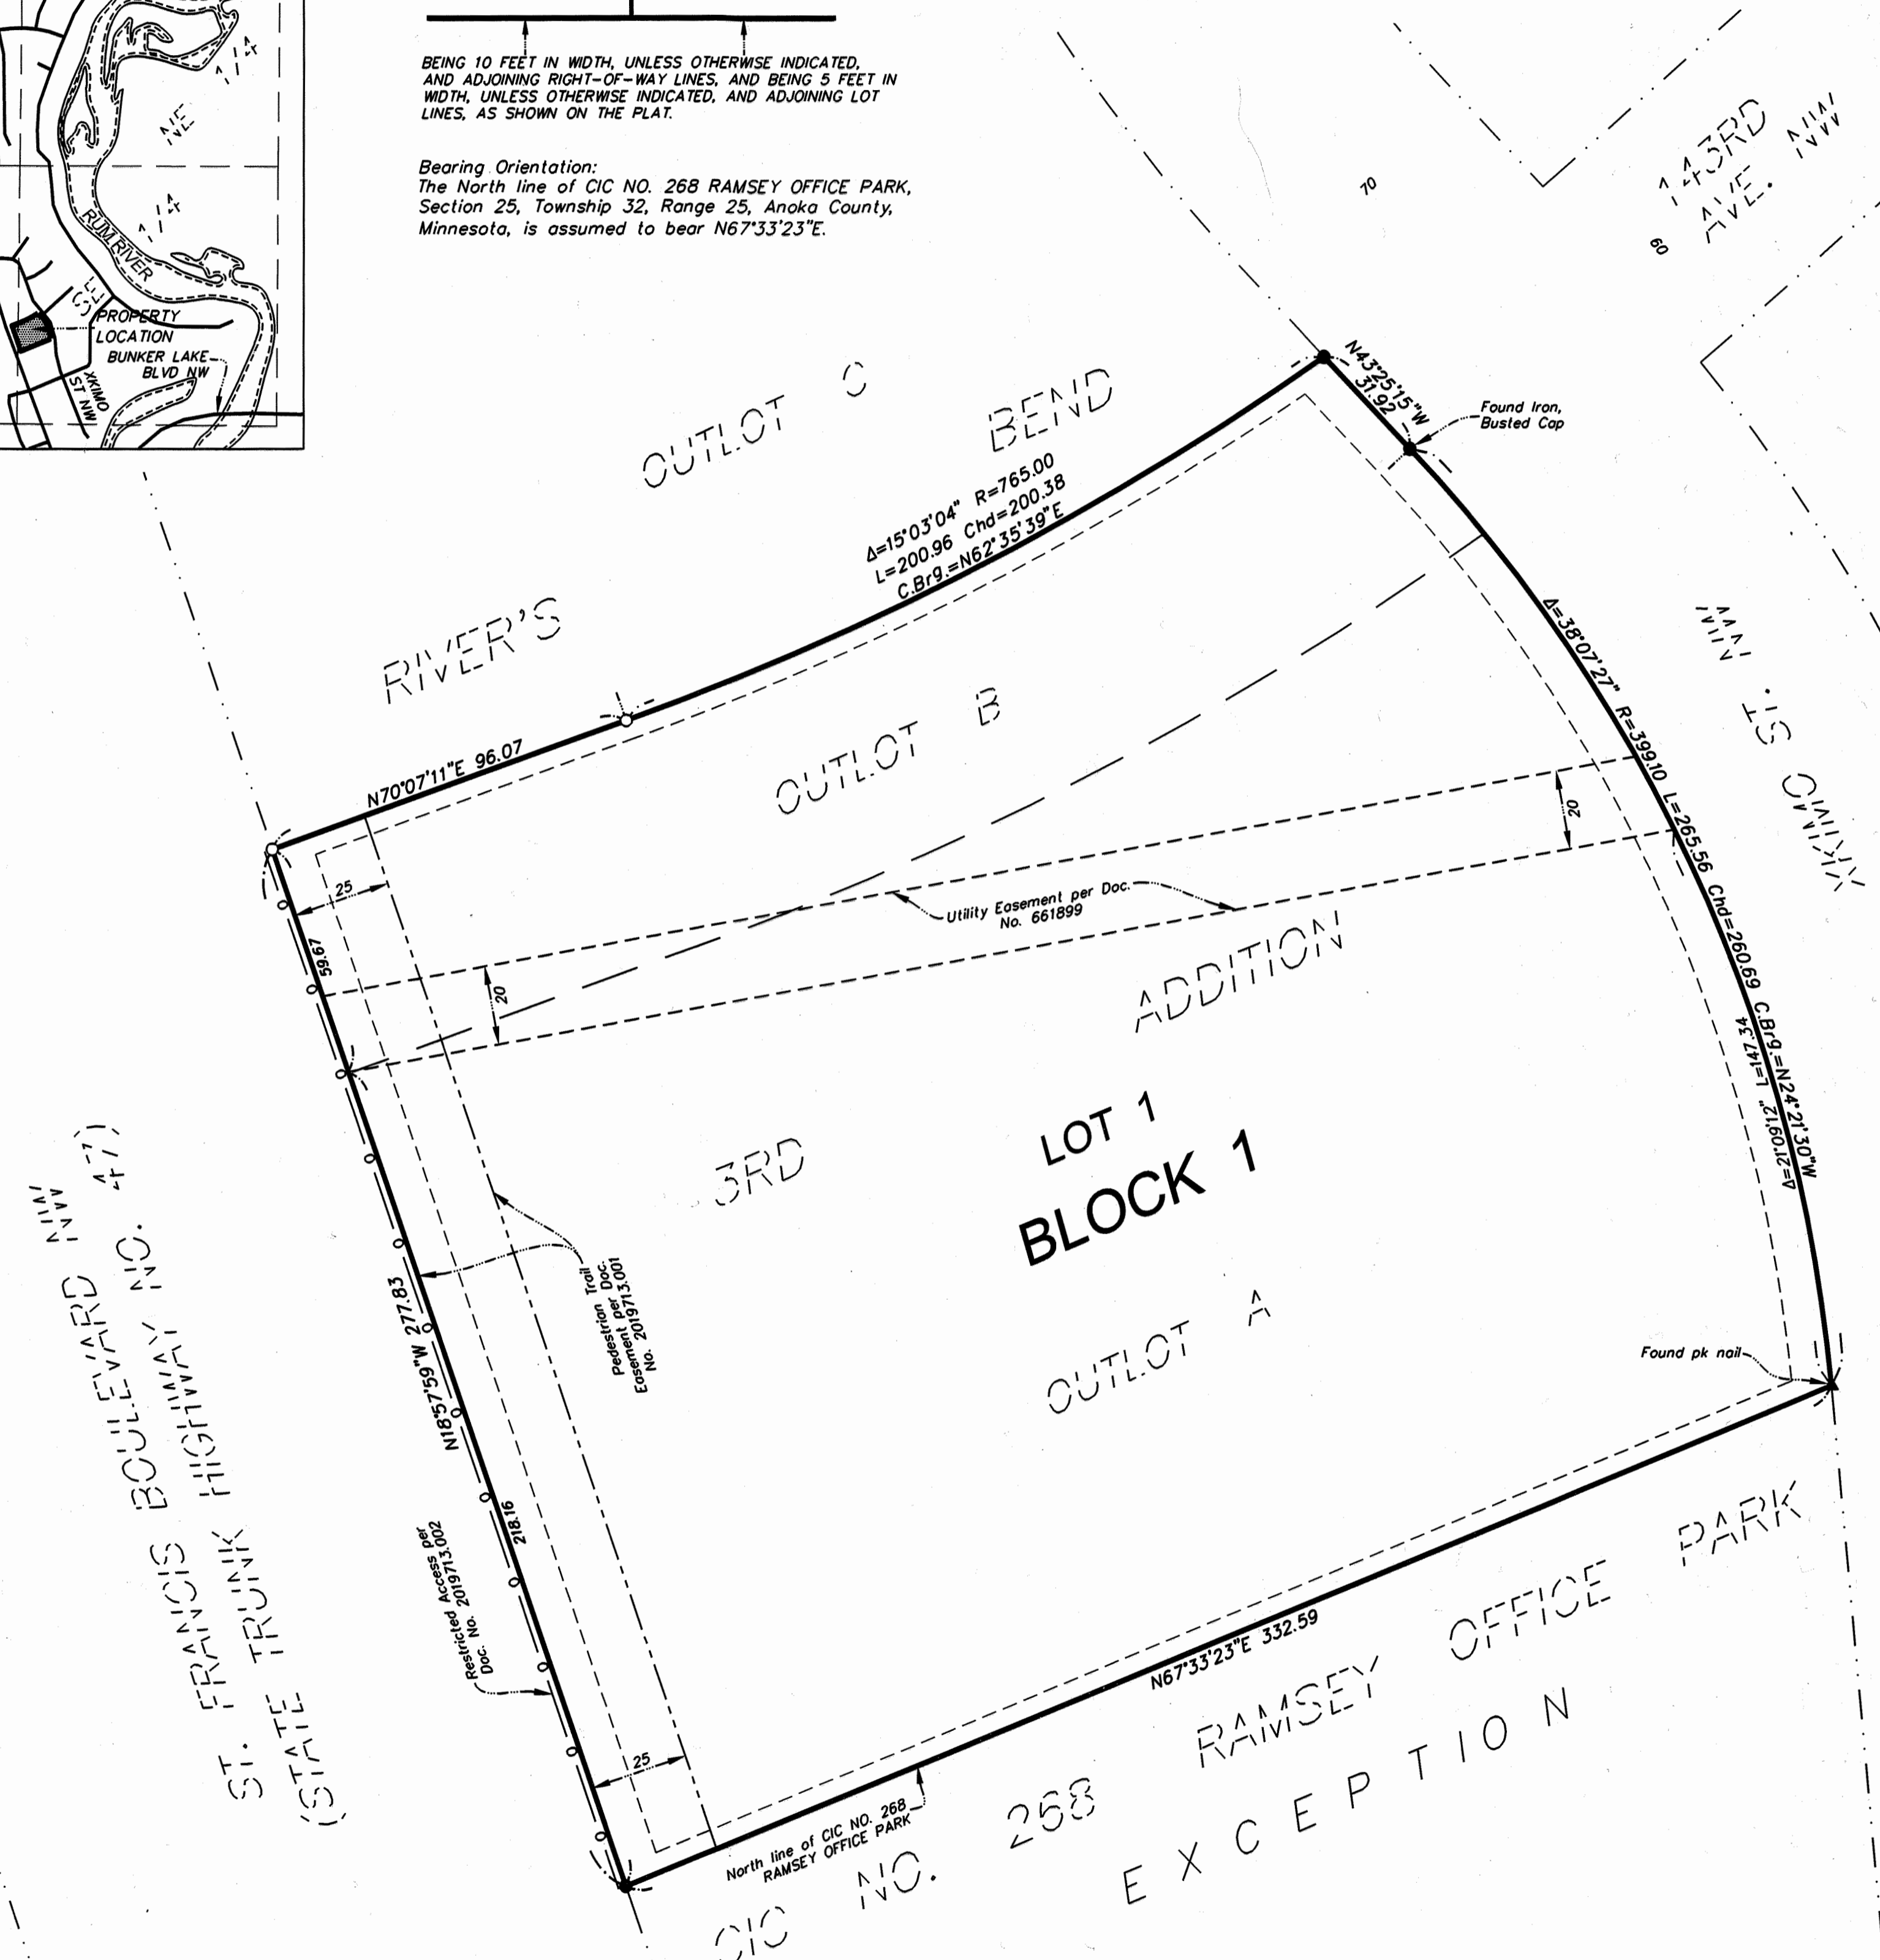 BEING 10 FEET IN WIDTH, UNLESS OTHERWISE INDICATED,
AND ADJOINING RIGHT-OF-WAY LINES, AND BEING 5 FEET IN
WIDTH, UNLESS OTHERWISE INDICATED, AND ADJOINING LOT
LINES, AS SHOWN ON THE PLAT.
Bearing Orientation:
The North line of CIC NO. 268 RAMSEY OFFICE PARK,
Section 25, Township 32, Range 25, Anoka County,
Minnesota, is assumed to bear N67°33'23"E.
1/4
NE
1/4
RUM RIVER
SE
PROPERTY
LOCATION
BUNKER LAKE
BLVD NW
XKIMO
ST NW
143RD
AVE. NW
70
60
OUTLOT C
RIVER'S BEND
N43°25'15"W
31.92
Found Iron,
Busted Cap
Δ=15°03'04" R=765.00
L=200.96 Chd=200.38
C.Brg.=N62°35'39"E
N70°07'11"E 96.07
OUTLOT B
Δ=38°07'27" R=399.10 L=265.56 Chd=260.69 C.Brg.=N24°21'30"W
Δ=21°09'12" L=147.34
XKIMO ST. NW
25
20
20
59.67
Utility Easement per Doc.
No. 661899
3RD ADDITION
LOT 1
BLOCK 1
OUTLOT A
Pedestrian Trail
Easement per Doc.
No. 2019713.001
N18°57'59"W 277.83
218.16
Restricted Access per
Doc. No. 2019713.002
ST. FRANCIS BOULEVARD NW
(STATE TRUNK HIGHWAY NO. 47)
Found pk nail
N67°33'23"E 332.59
25
North line of CIC NO. 268
RAMSEY OFFICE PARK
CIC NO. 268 RAMSEY OFFICE PARK
EXCEPTION